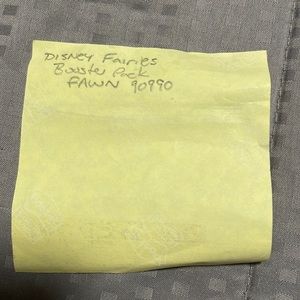 DISNEY FAiRiES
Booster Pack
FAWN 90990